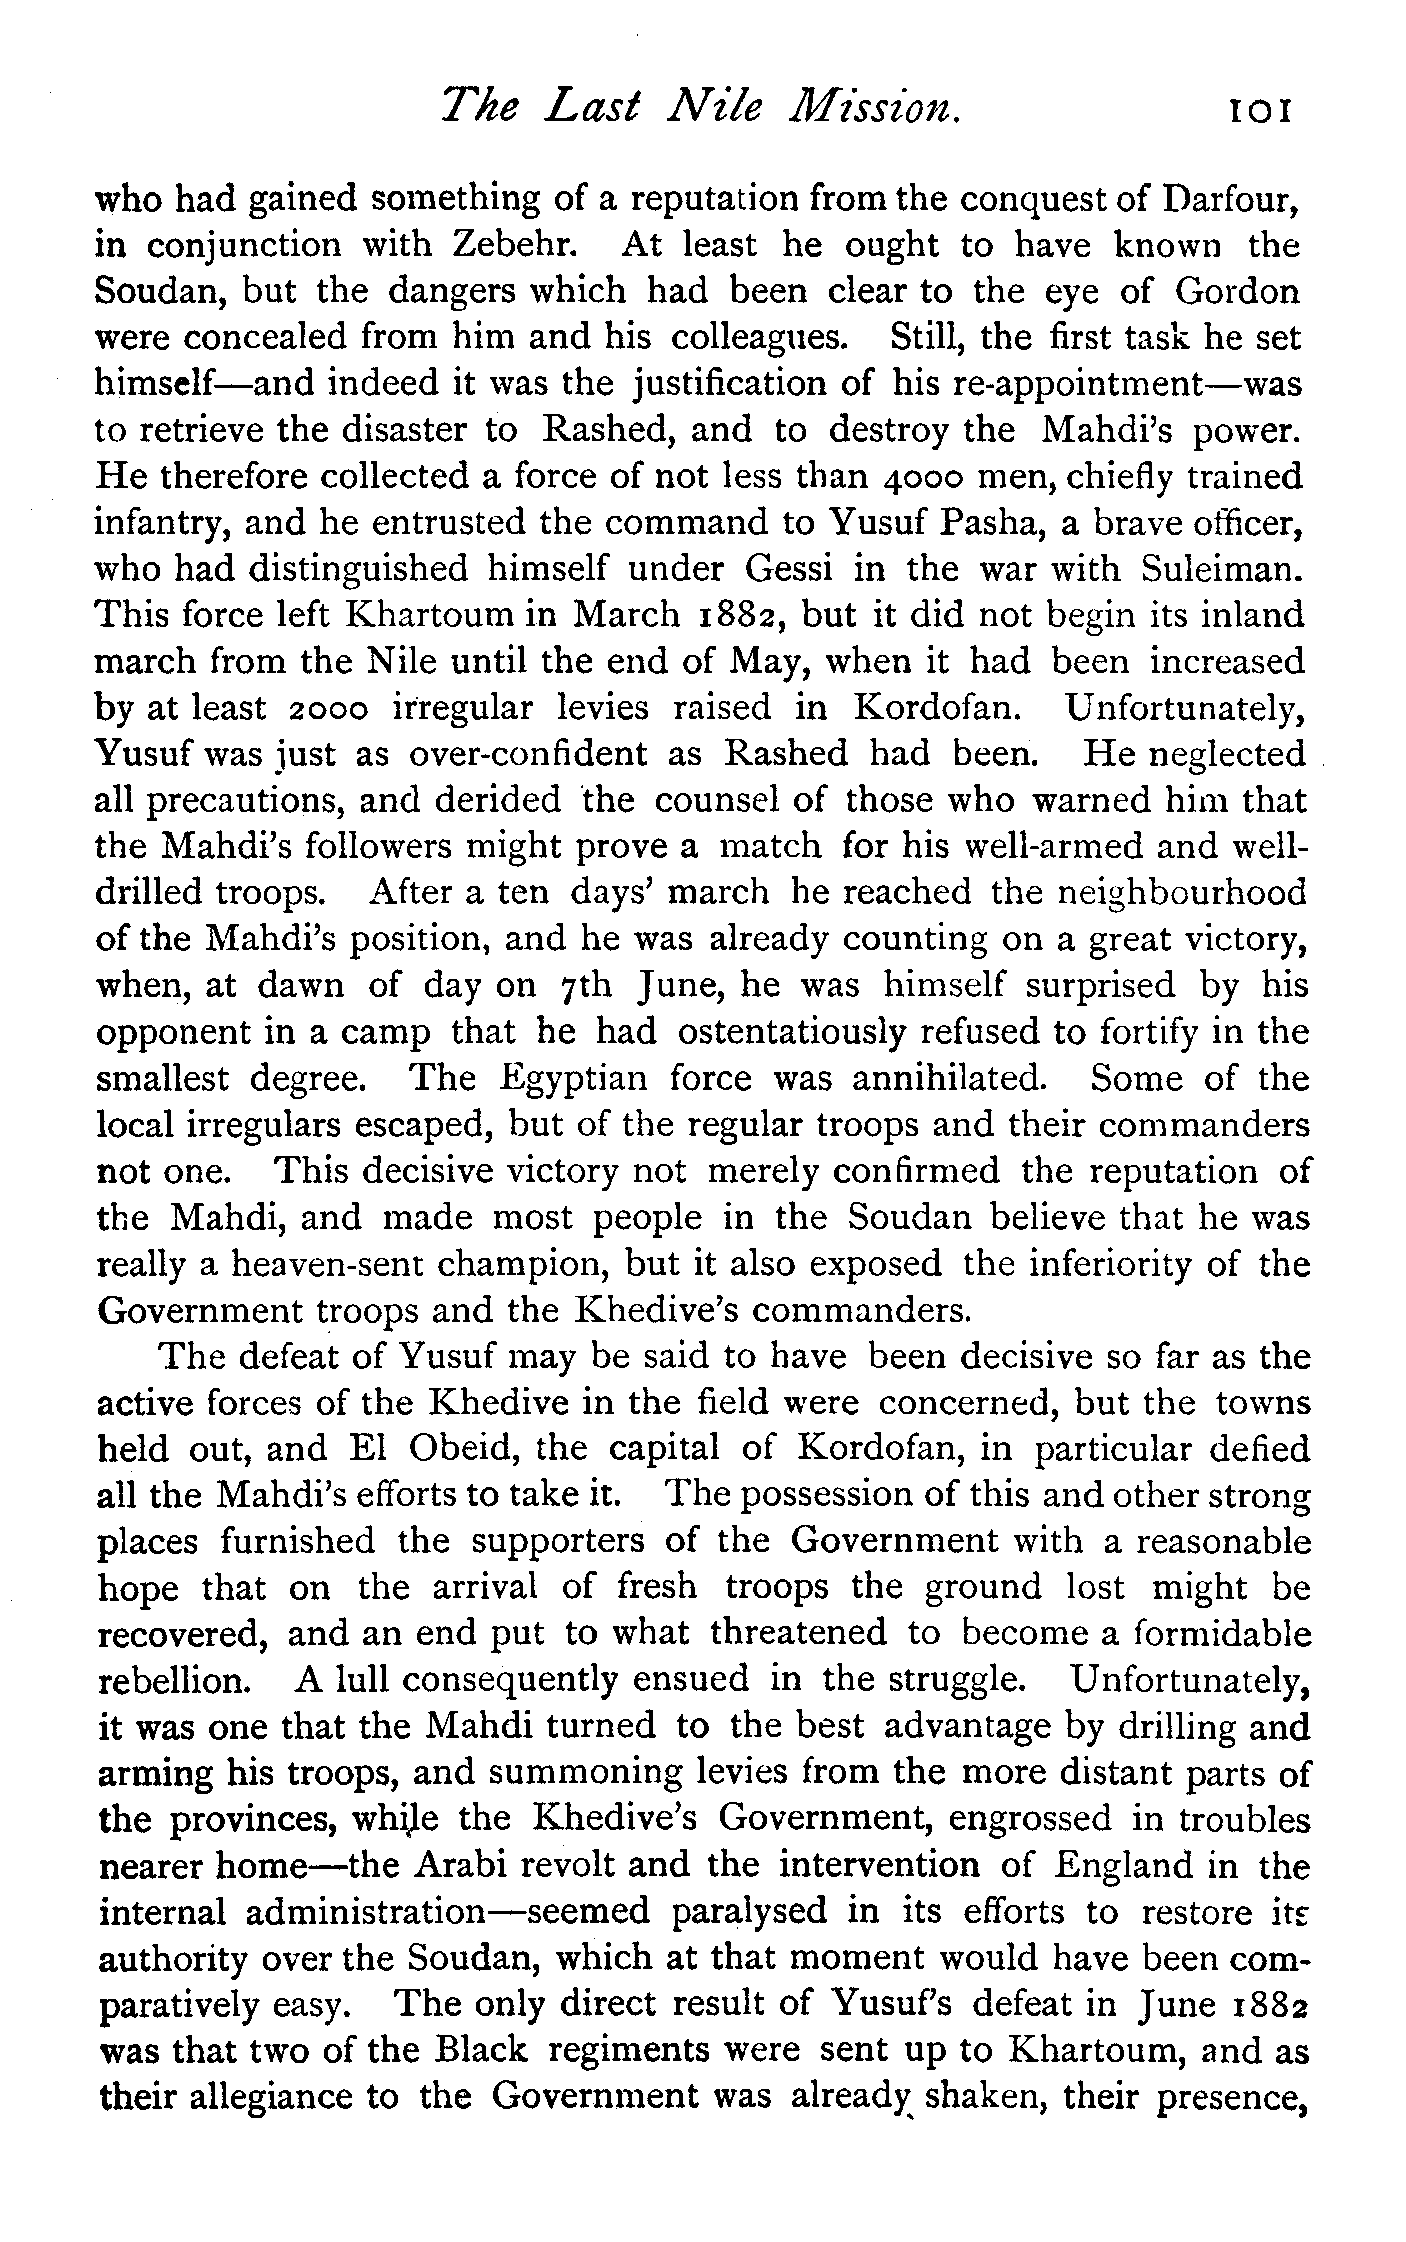 The Last Nile Mission. 101
who had gained something of a reputation from the conquest of Darfour,
in conjunction with Zebehr. At least he ought to have known the
Soudan, but the dangers which had been clear to the eye of Gordon
were concealed from him and his colleagues. Still, the first task he set
himself—and indeed it was the justification of his re-appointment—was
to retrieve the disaster to Rashed, and to destroy the Mahdi's power.
He therefore collected a force of not less than 4000 men, chiefly trained
infantry, and he entrusted the command to Yusuf Pasha, a brave officer,
who had distinguished himself under Gessi in the war with Suleiman.
This force left Khartoum in March 1882, but it did not begin its inland
march from the Nile until the end of May, when it had been increased
by at least 2000 irregular levies raised in Kordofan. Unfortunately,
Yusuf was just as over-confident as Rashed had been. He neglected
all precautions, and derided the counsel of those who warned him that
the Mahdi's followers might prove a match for his well-armed and well-
drilled troops. After a ten days' march he reached the neighbourhood
of the Mahdi's position, and he was already counting on a great victory,
when, at dawn of day on 7th June, he was himself surprised by his
opponent in a camp that he had ostentatiously refused to fortify in the
smallest degree. The Egyptian force was annihilated. Some of the
local irregulars escaped, but of the regular troops and their commanders
not one. This decisive victory not merely confirmed the reputation of
the Mahdi, and made most people in the Soudan believe that he was
really a heaven-sent champion, but it also exposed the inferiority of the
Government troops and the Khedive's commanders.
The defeat of Yusuf may be said to have been decisive so far as the
active forces of the Khedive in the field were concerned, but the towns
held out, and El Obeid, the capital of Kordofan, in particular defied
all the Mahdi's efforts to take it. The possession of this and other strong
places furnished the supporters of the Government with a reasonable
hope that on the arrival of fresh troops the ground lost might be
recovered, and an end put to what threatened to become a formidable
rebellion. A lull consequently ensued in the struggle. Unfortunately,
it was one that the Mahdi turned to the best advantage by drilling and
arming his troops, and summoning levies from the more distant parts of
the provinces, while the Khedive's Government, engrossed in troubles
nearer home—the Arabi revolt and the intervention of England in the
internal administration—seemed paralysed in its efforts to restore its
authority over the Soudan, which at that moment would have been com-
paratively easy. The only direct result of Yusuf's defeat in June 1882
was that two of the Black regiments were sent up to Khartoum, and as
their allegiance to the Government was already shaken, their presence,